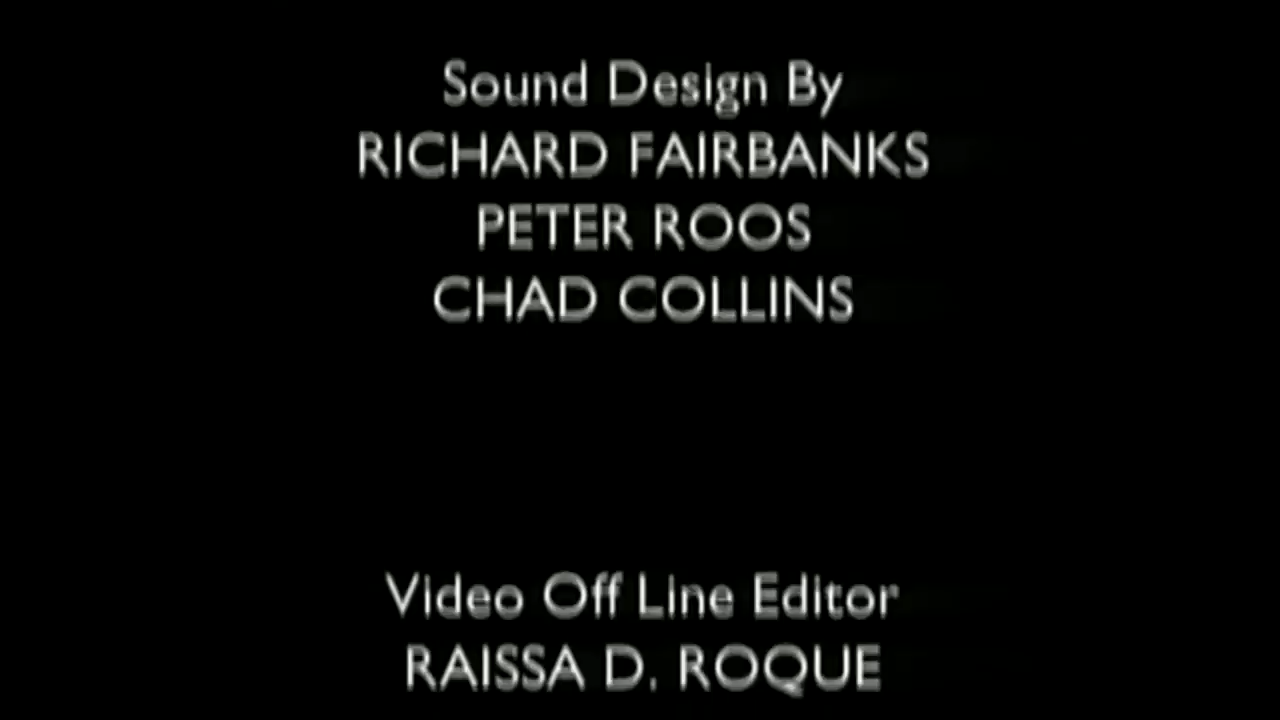 Sound Design By
RICHARD FAIRBANKS
PETER ROOS
CHAD COLLINS
Video Off Line Editor
RAISSA D. ROQUE